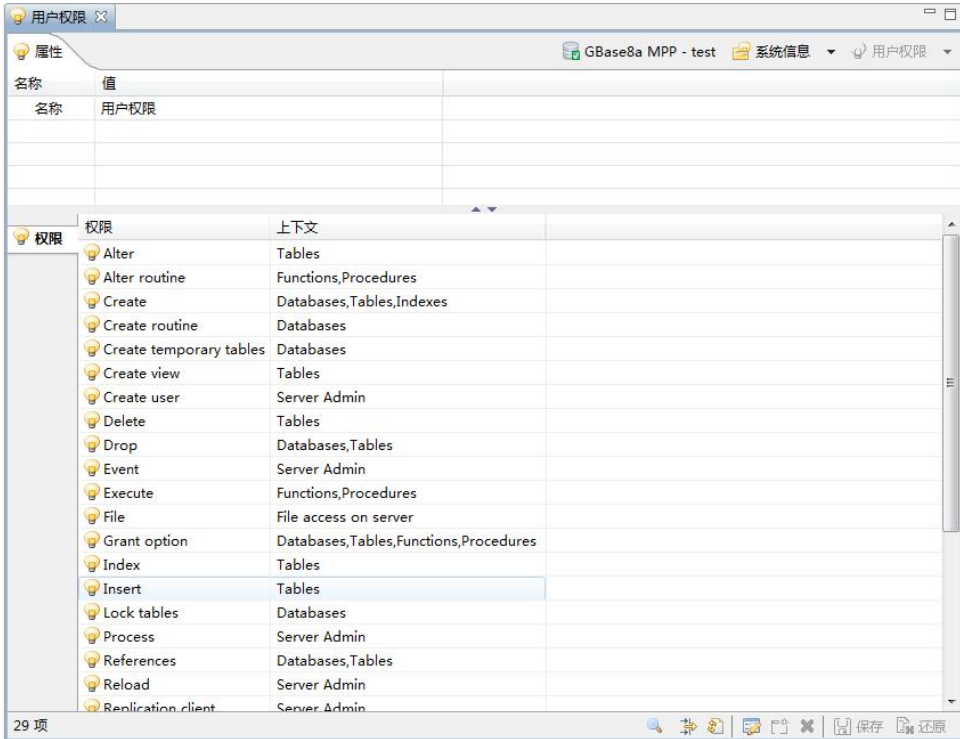 用户权限
属性 GBase8a MPP - test 系统信息 用户权限
名称 值
名称 用户权限
权限
权限 上下文
Alter Tables
Alter routine Functions,Procedures
Create Databases,Tables,Indexes
Create routine Databases
Create temporary tables Databases
Create view Tables
Create user Server Admin
Delete Tables
Drop Databases,Tables
Event Server Admin
Execute Functions,Procedures
File File access on server
Grant option Databases,Tables,Functions,Procedures
Index Tables
Insert Tables
Lock tables Databases
Process Server Admin
References Databases,Tables
Reload Server Admin
Replication client Server Admin
29 项 保存 还原